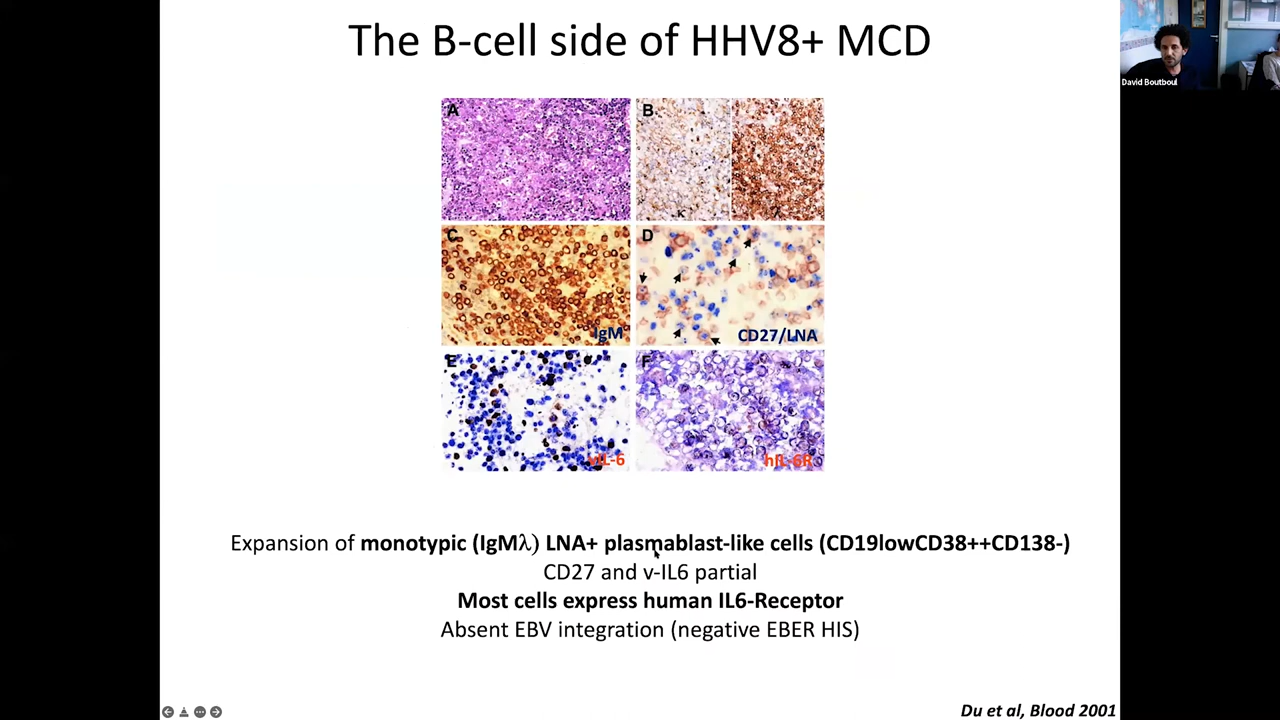 The B-cell side of HHV8+ MCD
David Boutboul
A
B
κ
λ
C
IgM
D
CD27/LNA
E
vIL-6
F
hIL-6R
Expansion of monotypic (IgMλ) LNA+ plasmablast-like cells (CD19lowCD38++CD138-)
CD27 and v-IL6 partial
Most cells express human IL6-Receptor
Absent EBV integration (negative EBER HIS)
Du et al, Blood 2001